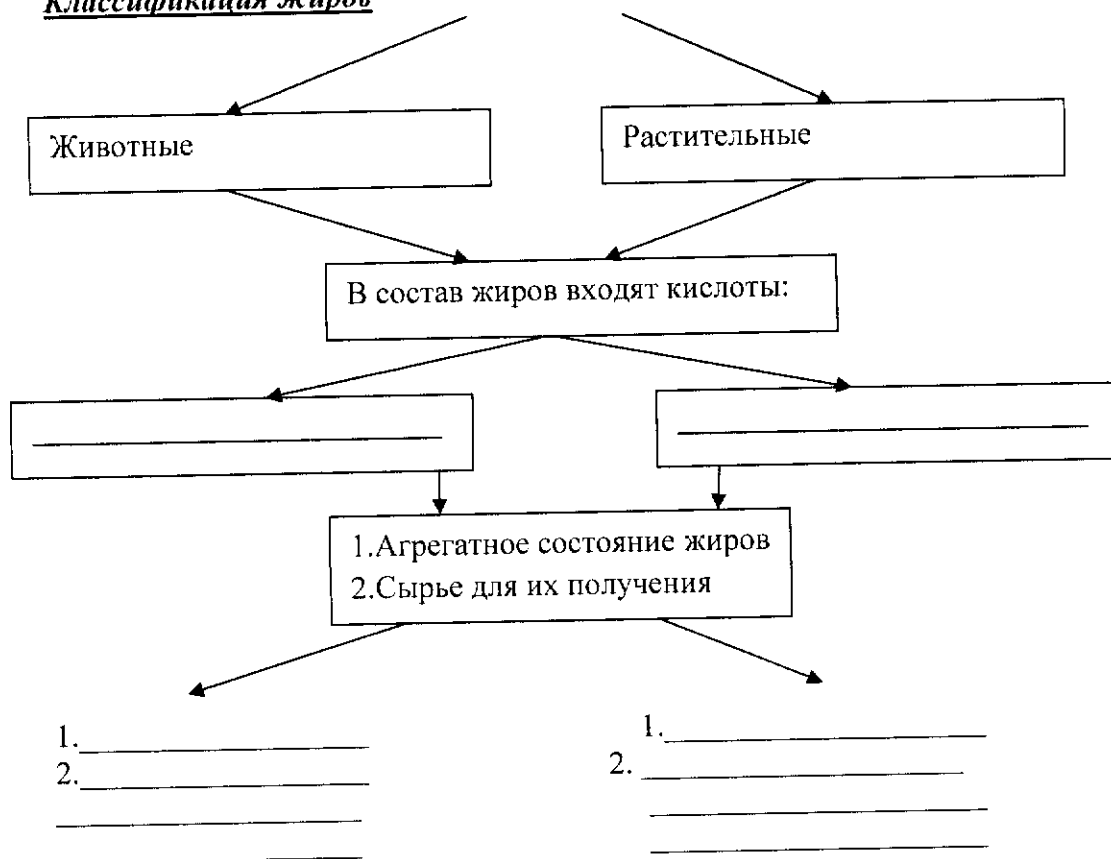 Классификация жиров
Животные
Растительные
В состав жиров входят кислоты:
1.Агрегатное состояние жиров
2.Сырье для их получения
1.
2.
1.
2.